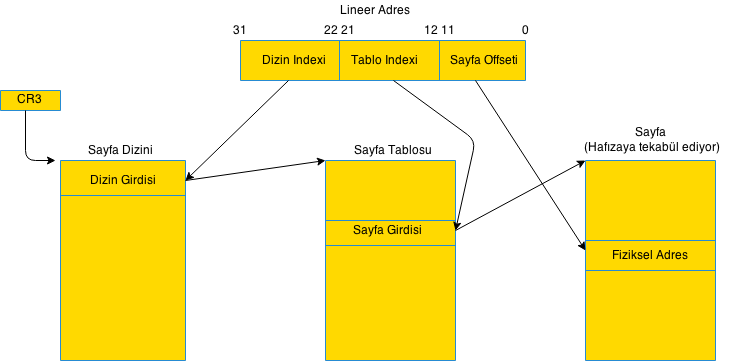 Lineer Adres
31 22 21 12 11 0
Dizin Indexi Tablo Indexi Sayfa Offseti
CR3
Sayfa Dizini
Sayfa Tablosu
Sayfa
(Hafızaya tekabül ediyor)
Dizin Girdisi
Sayfa Girdisi
Fiziksel Adres